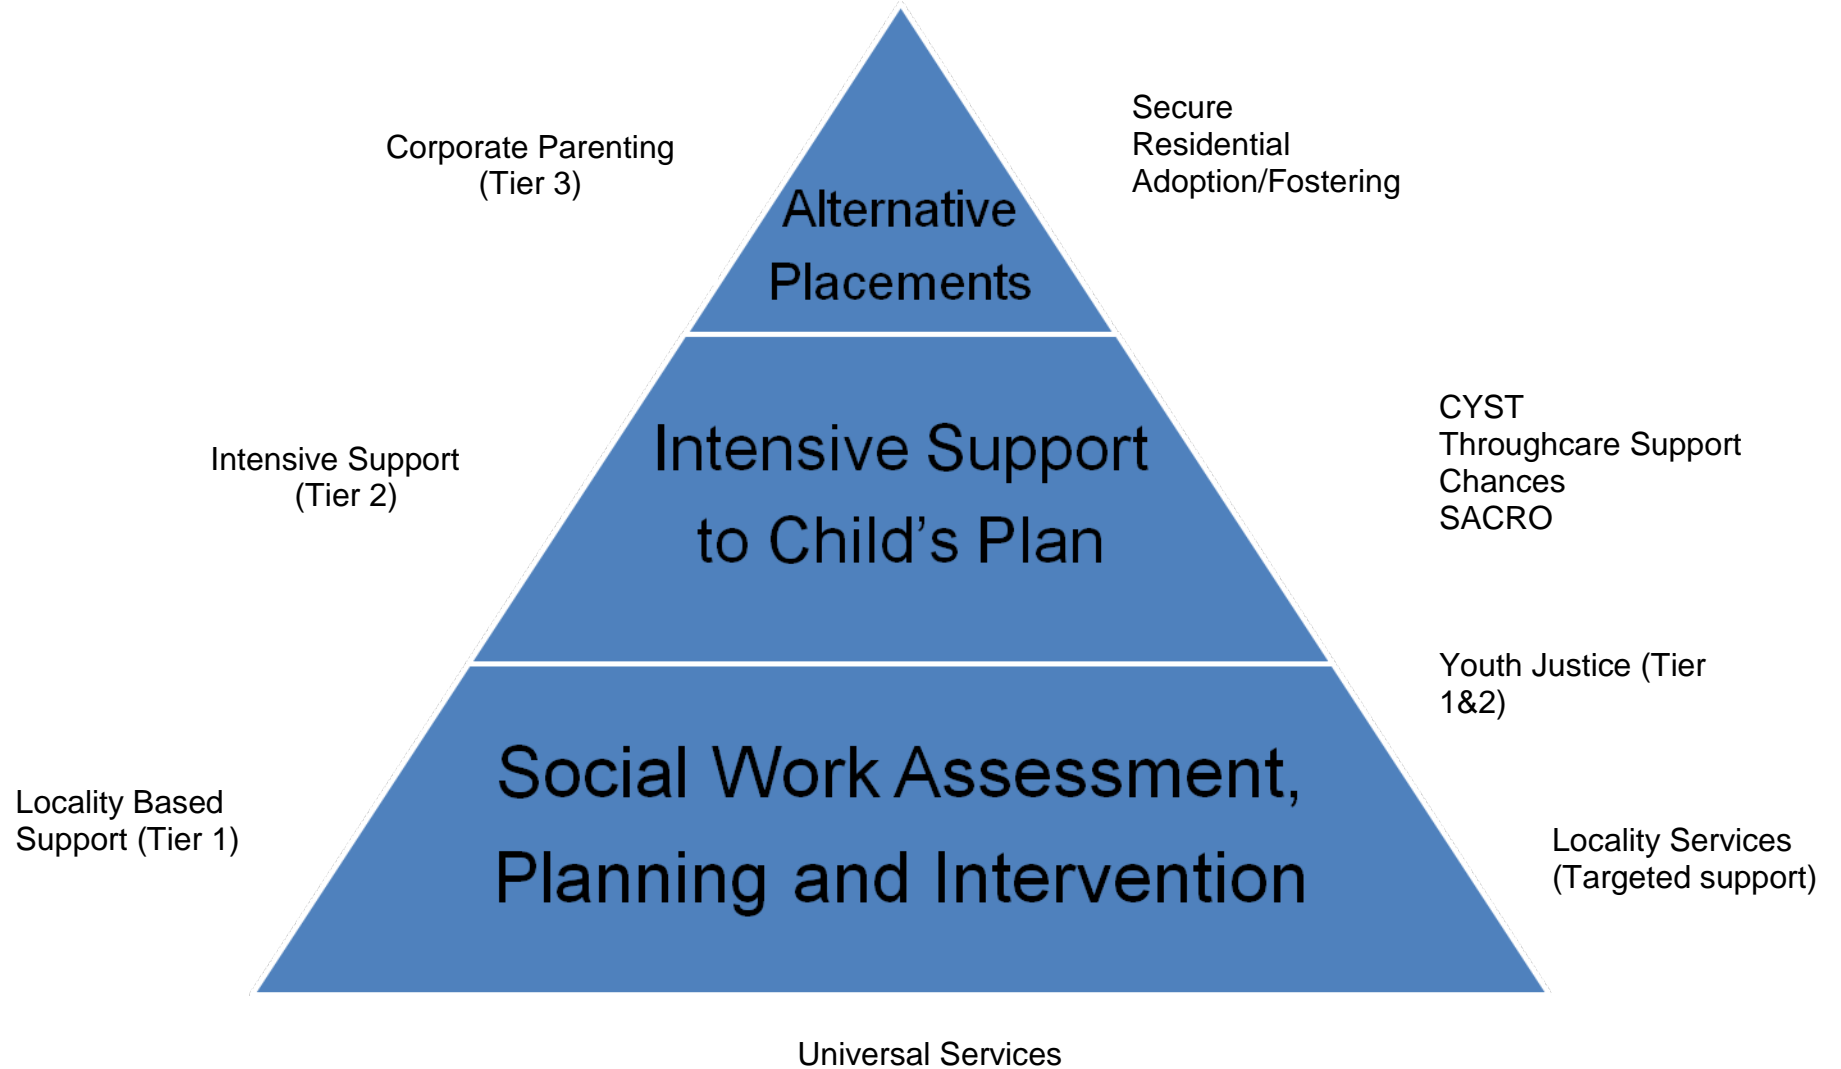 Corporate Parenting
(Tier 3)
Secure
Residential
Adoption/Fostering
Alternative
Placements
Intensive Support
(Tier 2)
Intensive Support
to Child’s Plan
CYST
Throughcare Support
Chances
SACRO
Youth Justice (Tier
1&2)
Locality Based
Support (Tier 1)
Social Work Assessment,
Planning and Intervention
Locality Services
(Targeted support)
Universal Services